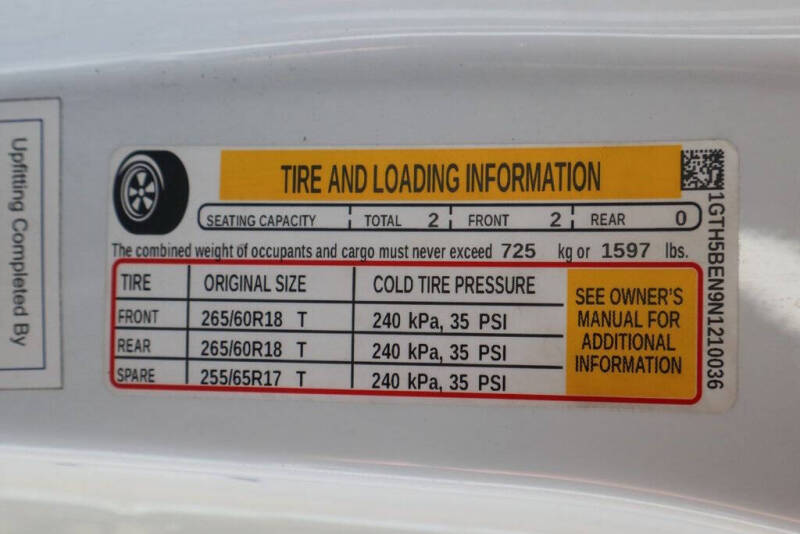 Upfitting Completed By
TIRE AND LOADING INFORMATION
SEATING CAPACITY TOTAL 2 FRONT 2 REAR 0
The combined weight of occupants and cargo must never exceed 725 kg or 1597 lbs.
TIRE ORIGINAL SIZE COLD TIRE PRESSURE
FRONT 265/60R18 T 240 kPa, 35 PSI
REAR 265/60R18 T 240 kPa, 35 PSI
SPARE 255/65R17 T 240 kPa, 35 PSI
SEE OWNER'S
MANUAL FOR
ADDITIONAL
INFORMATION
1GTH5BEN9N1210036